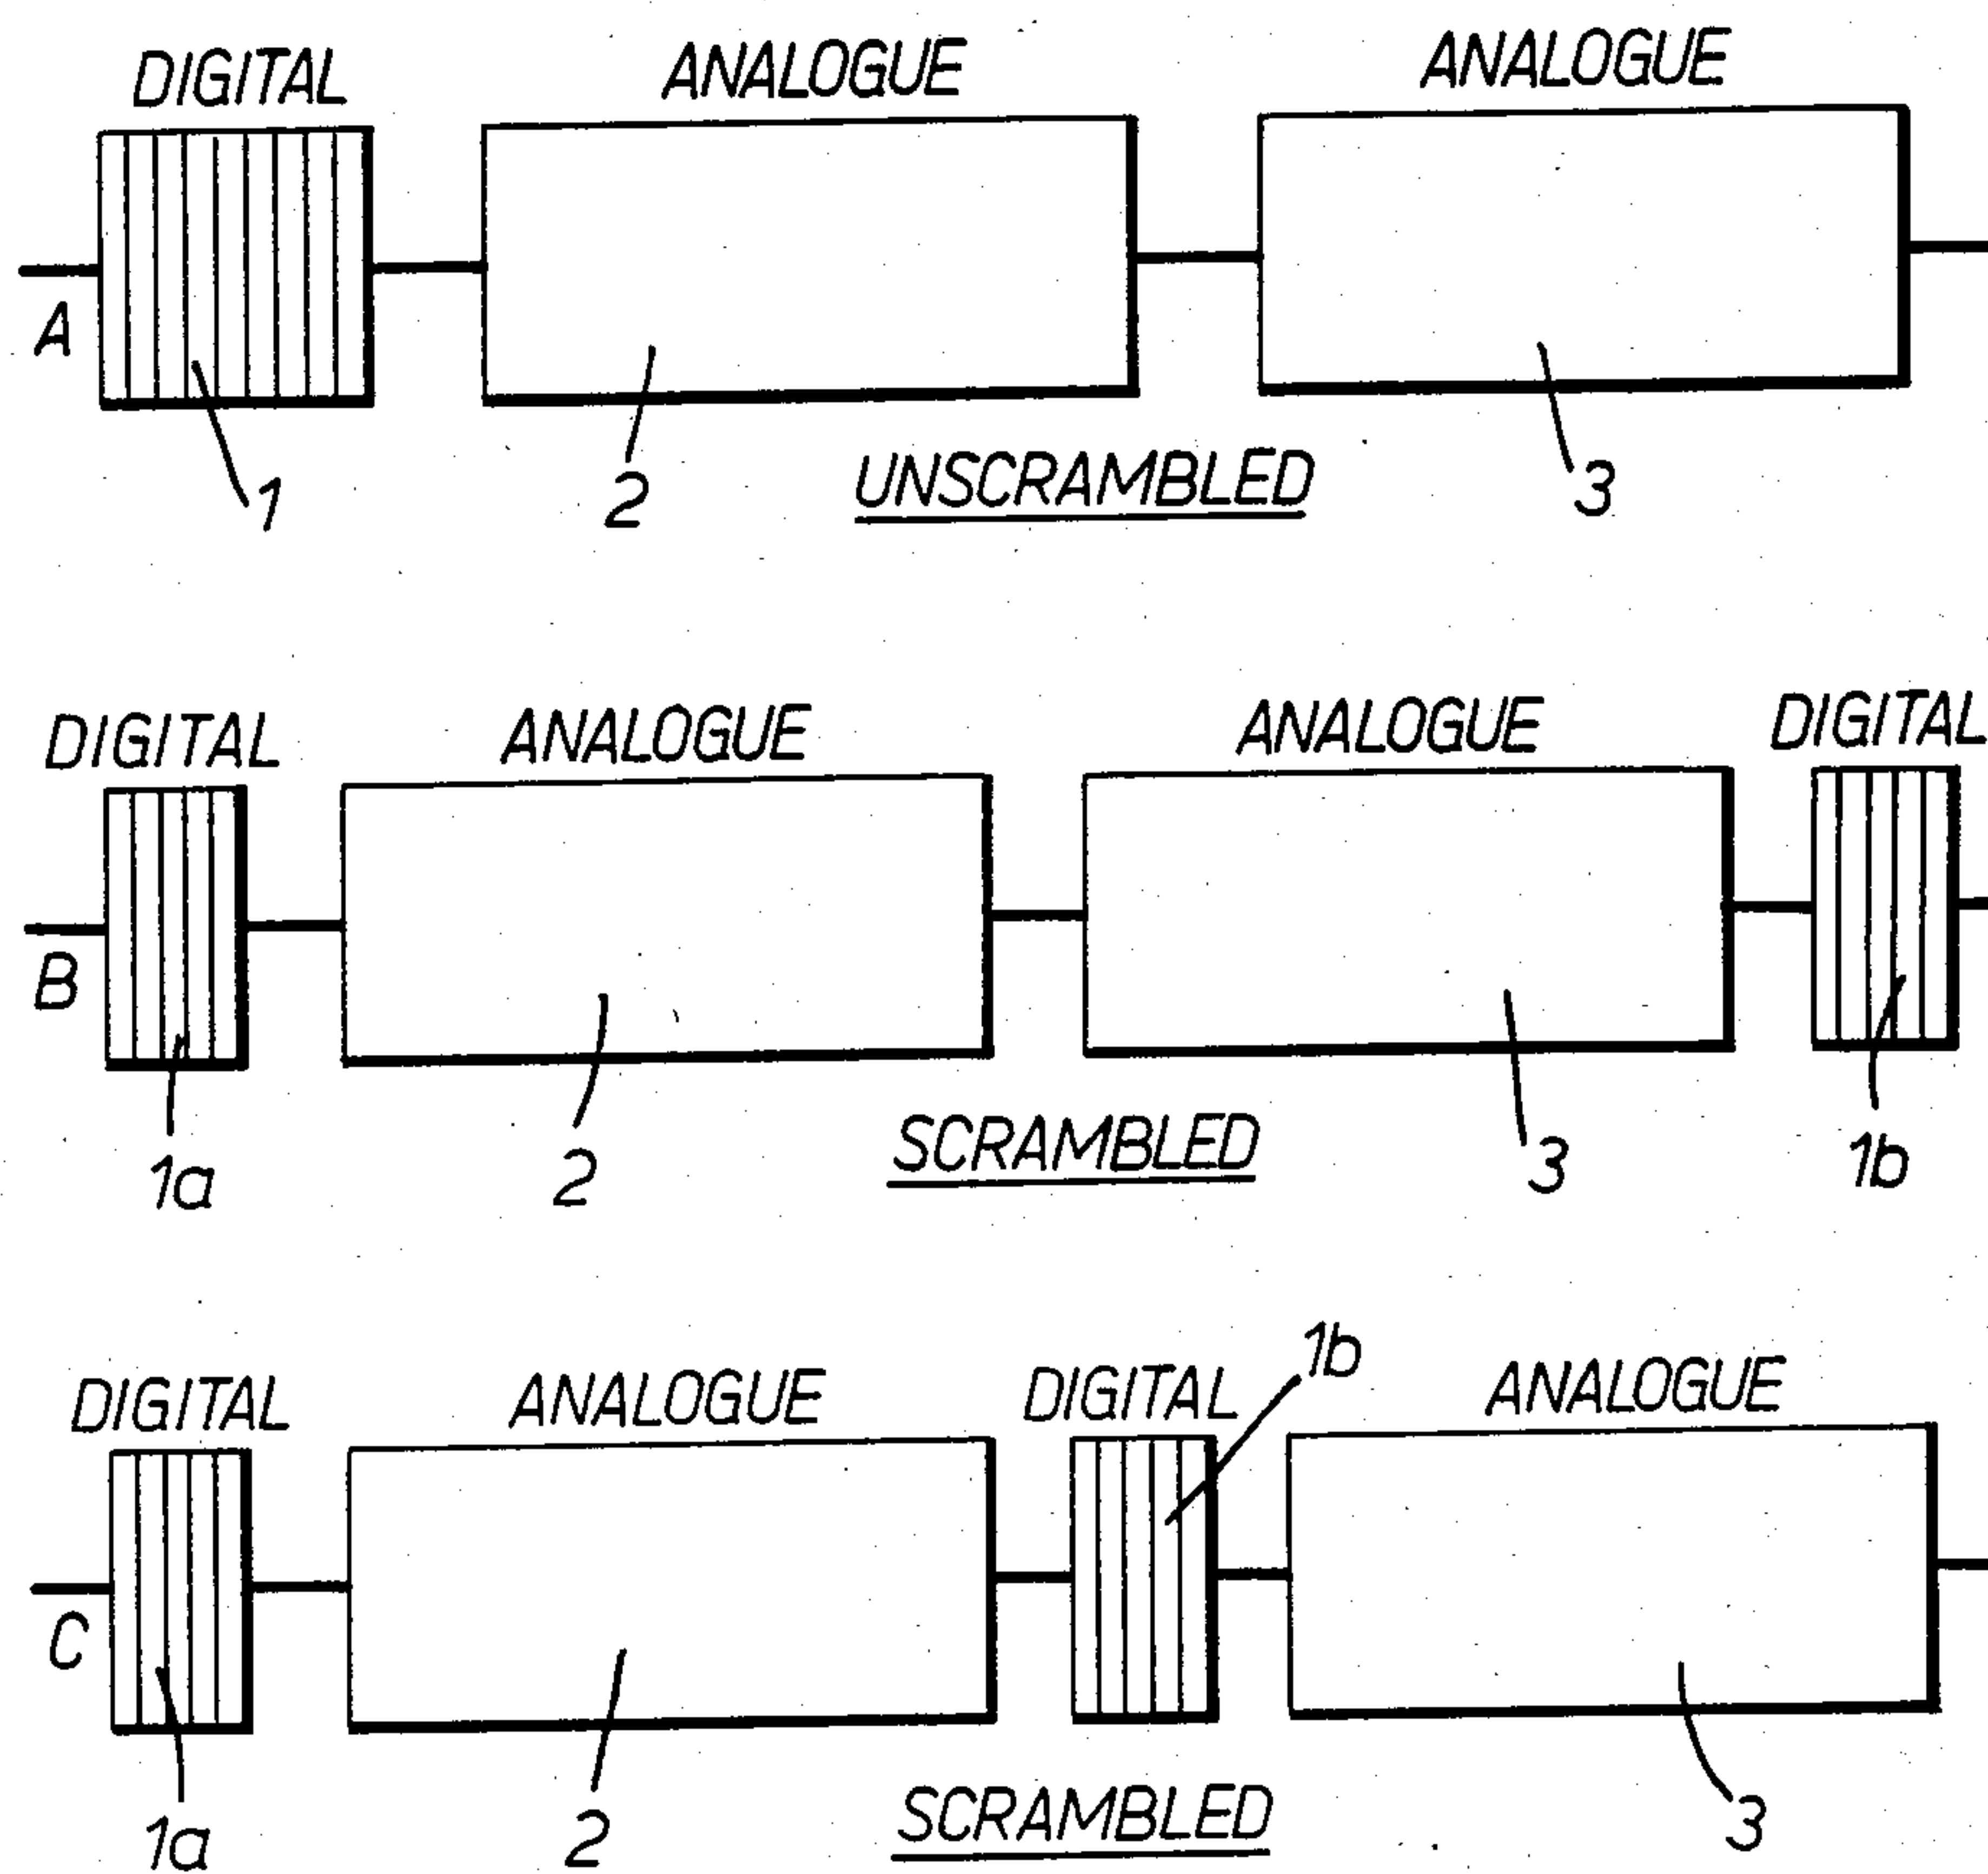 DIGITAL ANALOGUE ANALOGUE
A
1 2 UNSCRAMBLED 3
DIGITAL ANALOGUE ANALOGUE DIGITAL
B
1a 2 SCRAMBLED 3 1b
1b
DIGITAL ANALOGUE DIGITAL ANALOGUE
C
1a 2 SCRAMBLED 3